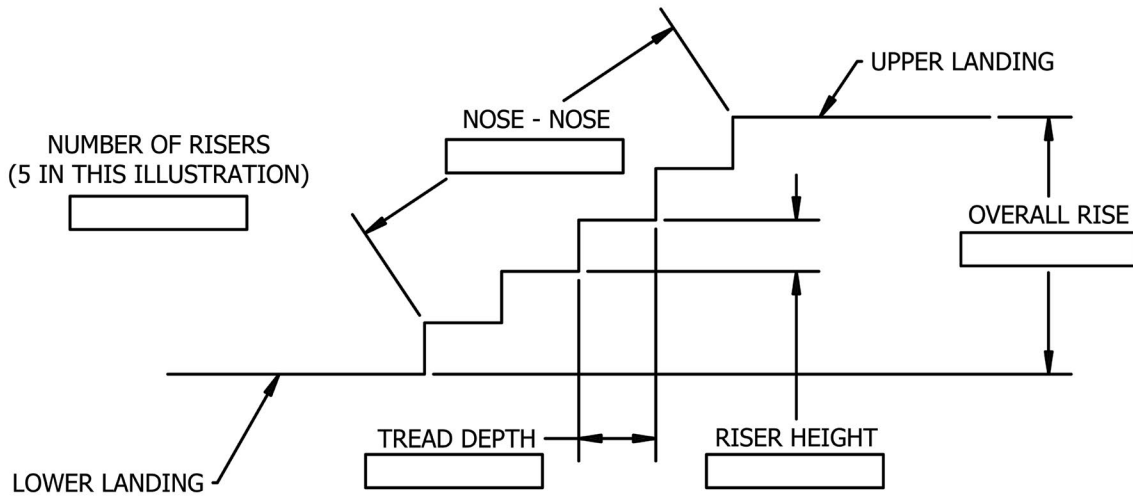 UPPER LANDING
NOSE - NOSE
NUMBER OF RISERS
(5 IN THIS ILLUSTRATION)
OVERALL RISE
TREAD DEPTH
RISER HEIGHT
LOWER LANDING